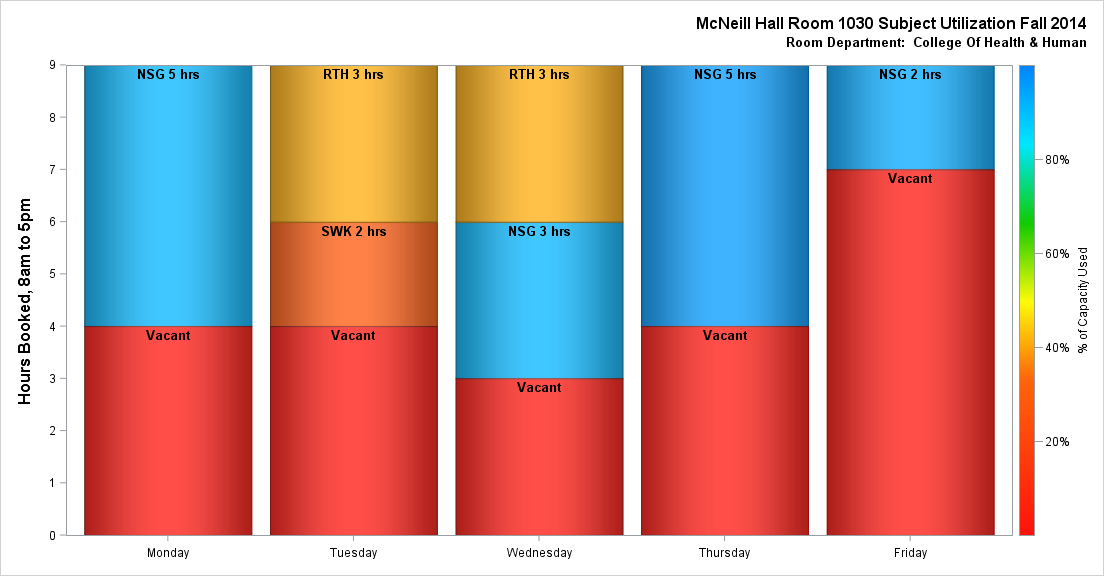 McNeill Hall Room 1030 Subject Utilization Fall 2014
Room Department:  College Of Health & Human
Hours Booked, 8am to 5pm
9
8
7
6
5
4
3
2
1
0
NSG 5 hrs
Vacant
RTH 3 hrs
SWK 2 hrs
Vacant
RTH 3 hrs
NSG 3 hrs
Vacant
NSG 5 hrs
Vacant
NSG 2 hrs
Vacant
Monday
Tuesday
Wednesday
Thursday
Friday
80%
60%
40%
20%
% of Capacity Used